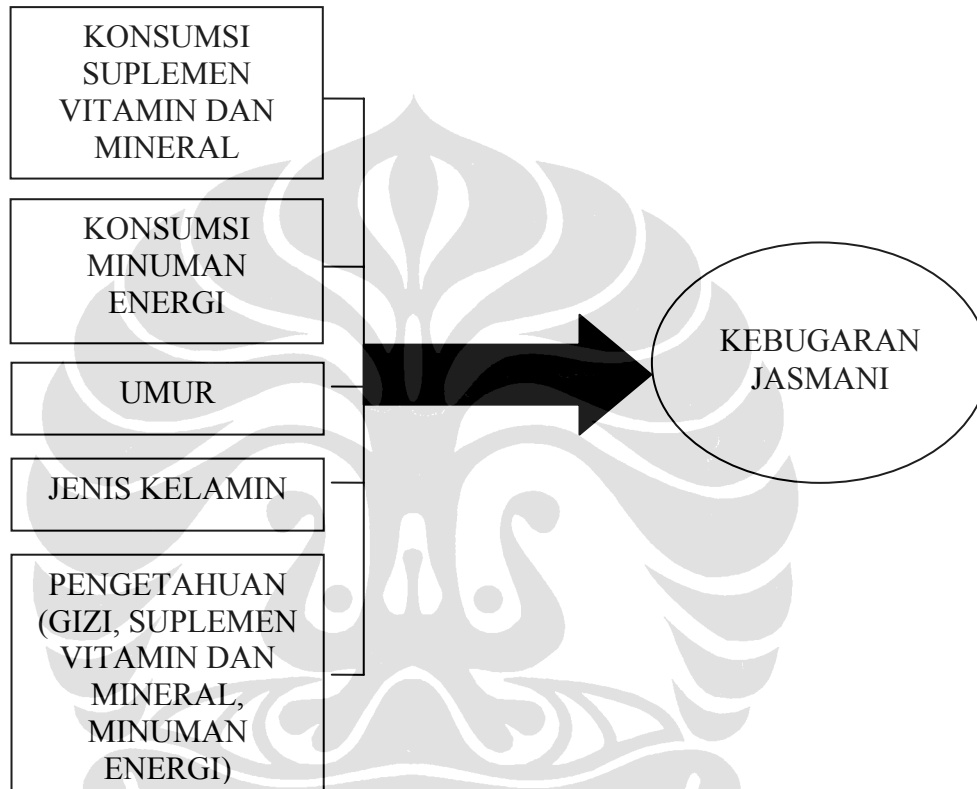 KONSUMSI
SUPLEMEN
VITAMIN DAN
MINERAL
KONSUMSI
MINUMAN
ENERGI
UMUR
JENIS KELAMIN
PENGETAHUAN
(GIZI, SUPLEMEN
VITAMIN DAN
MINERAL,
MINUMAN
ENERGI)
KEBUGARAN
JASMANI